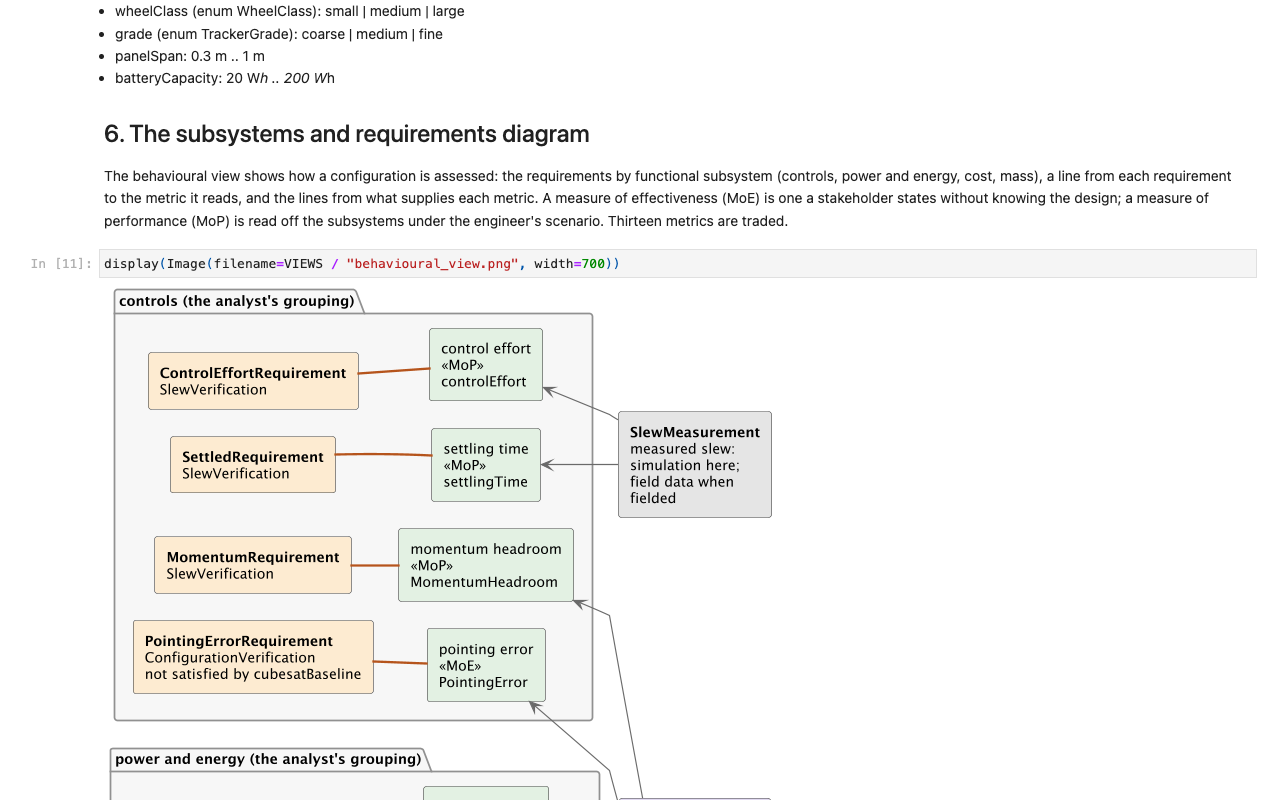 wheelClass (enum WheelClass): small | medium | large
grade (enum TrackerGrade): coarse | medium | fine
panelSpan: 0.3 m .. 1 m
batteryCapacity: 20 Wh .. 200 Wh
6. The subsystems and requirements diagram
The behavioural view shows how a configuration is assessed: the requirements by functional subsystem (controls, power and energy, cost, mass), a line from each requirement
to the metric it reads, and the lines from what supplies each metric. A measure of effectiveness (MoE) is one a stakeholder states without knowing the design; a measure of
performance (MoP) is read off the subsystems under the engineer's scenario. Thirteen metrics are traded.
In [11]: display(Image(filename=VIEWS / "behavioural_view.png", width=700))
controls (the analyst's grouping)
ControlEffortRequirement
SlewVerification
control effort
«MoP»
controlEffort
SettledRequirement
SlewVerification
settling time
«MoP»
settlingTime
SlewMeasurement
measured slew:
simulation here;
field data when
fielded
MomentumRequirement
SlewVerification
momentum headroom
«MoP»
MomentumHeadroom
PointingErrorRequirement
ConfigurationVerification
not satisfied by cubesatBaseline
pointing error
«MoE»
PointingError
power and energy (the analyst's grouping)